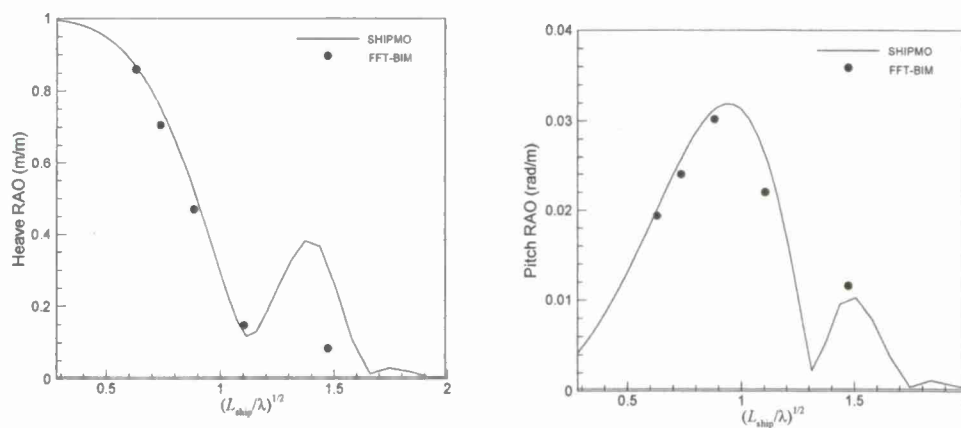 1
0.8
0.6
0.4
0.2
0
0.5
1
1.5
2
Heave RAO (m/m)
(L_ship/λ)^1/2
SHIPMO
FFT-BIM
0.04
0.03
0.02
0.01
0
0.5
1
1.5
Pitch RAO (rad/m)
(L_ship/λ)^1/2
SHIPMO
FFT-BIM